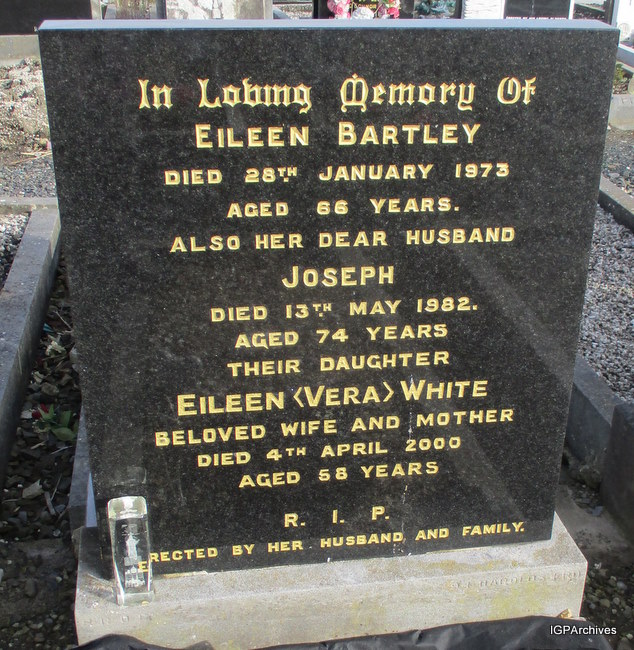 In Loving Memory Of
EILEEN BARTLEY
DIED 28TH JANUARY 1973
AGED 66 YEARS.
ALSO HER DEAR HUSBAND
JOSEPH
DIED 13TH MAY 1982.
AGED 74 YEARS
THEIR DAUGHTER
EILEEN (VERA) WHITE
BELOVED WIFE AND MOTHER
DIED 4TH APRIL 2000
AGED 58 YEARS
R. I. P.
ERECTED BY HER HUSBAND AND FAMILY.
IGPArchives